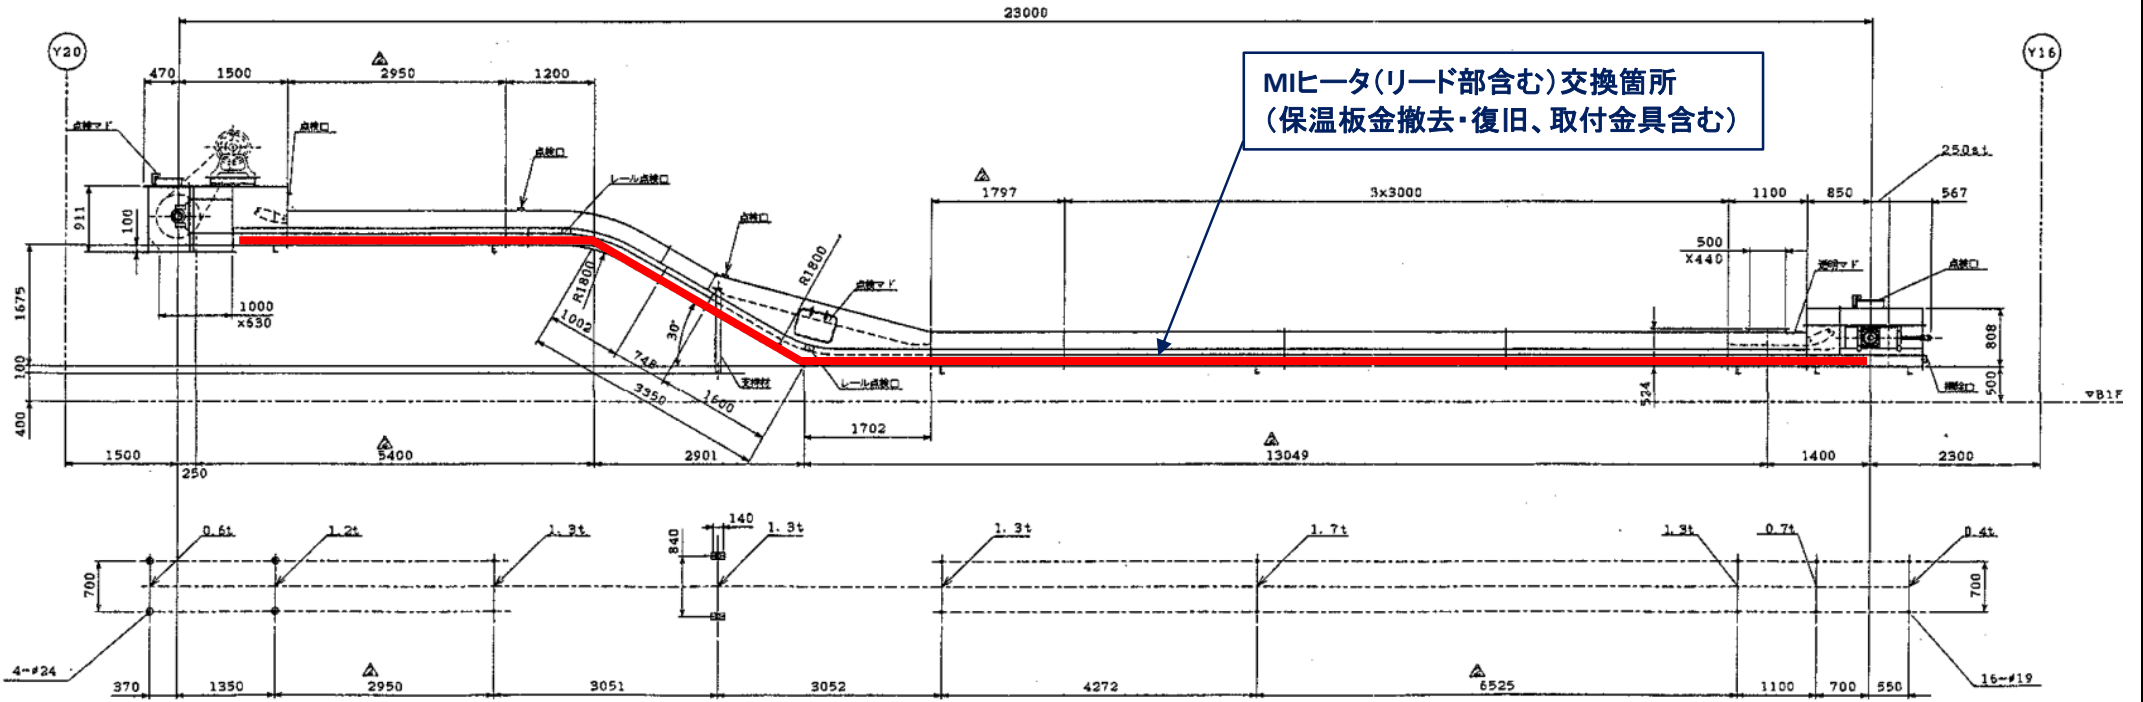 23000
Y20
Y16
470
1500
2950
1200
MIヒータ(リード部含む)交換箇所
(保温板金撤去・復旧、取付金具含む)
点検マド
点検口
点検口
レール点検口
点検口
250st
1797
3x3000
1100
850
567
911
100
500
x440
透明マド
点検口
R1800
R1800
点検マド
1675
1000
x630
1002
30°
748
3350
1600
支持材
レール点検口
524
808
500
掃除口
100
400
▽B1F
1702
1500
250
5400
2901
13049
1400
2300
0.6t
1.2t
1.3t
140
840
1.3t
1.3t
1.7t
1.3t
0.7t
0.4t
700
700
4-φ24
16-φ19
370
1350
2950
3051
3052
4272
6525
1100
700
550